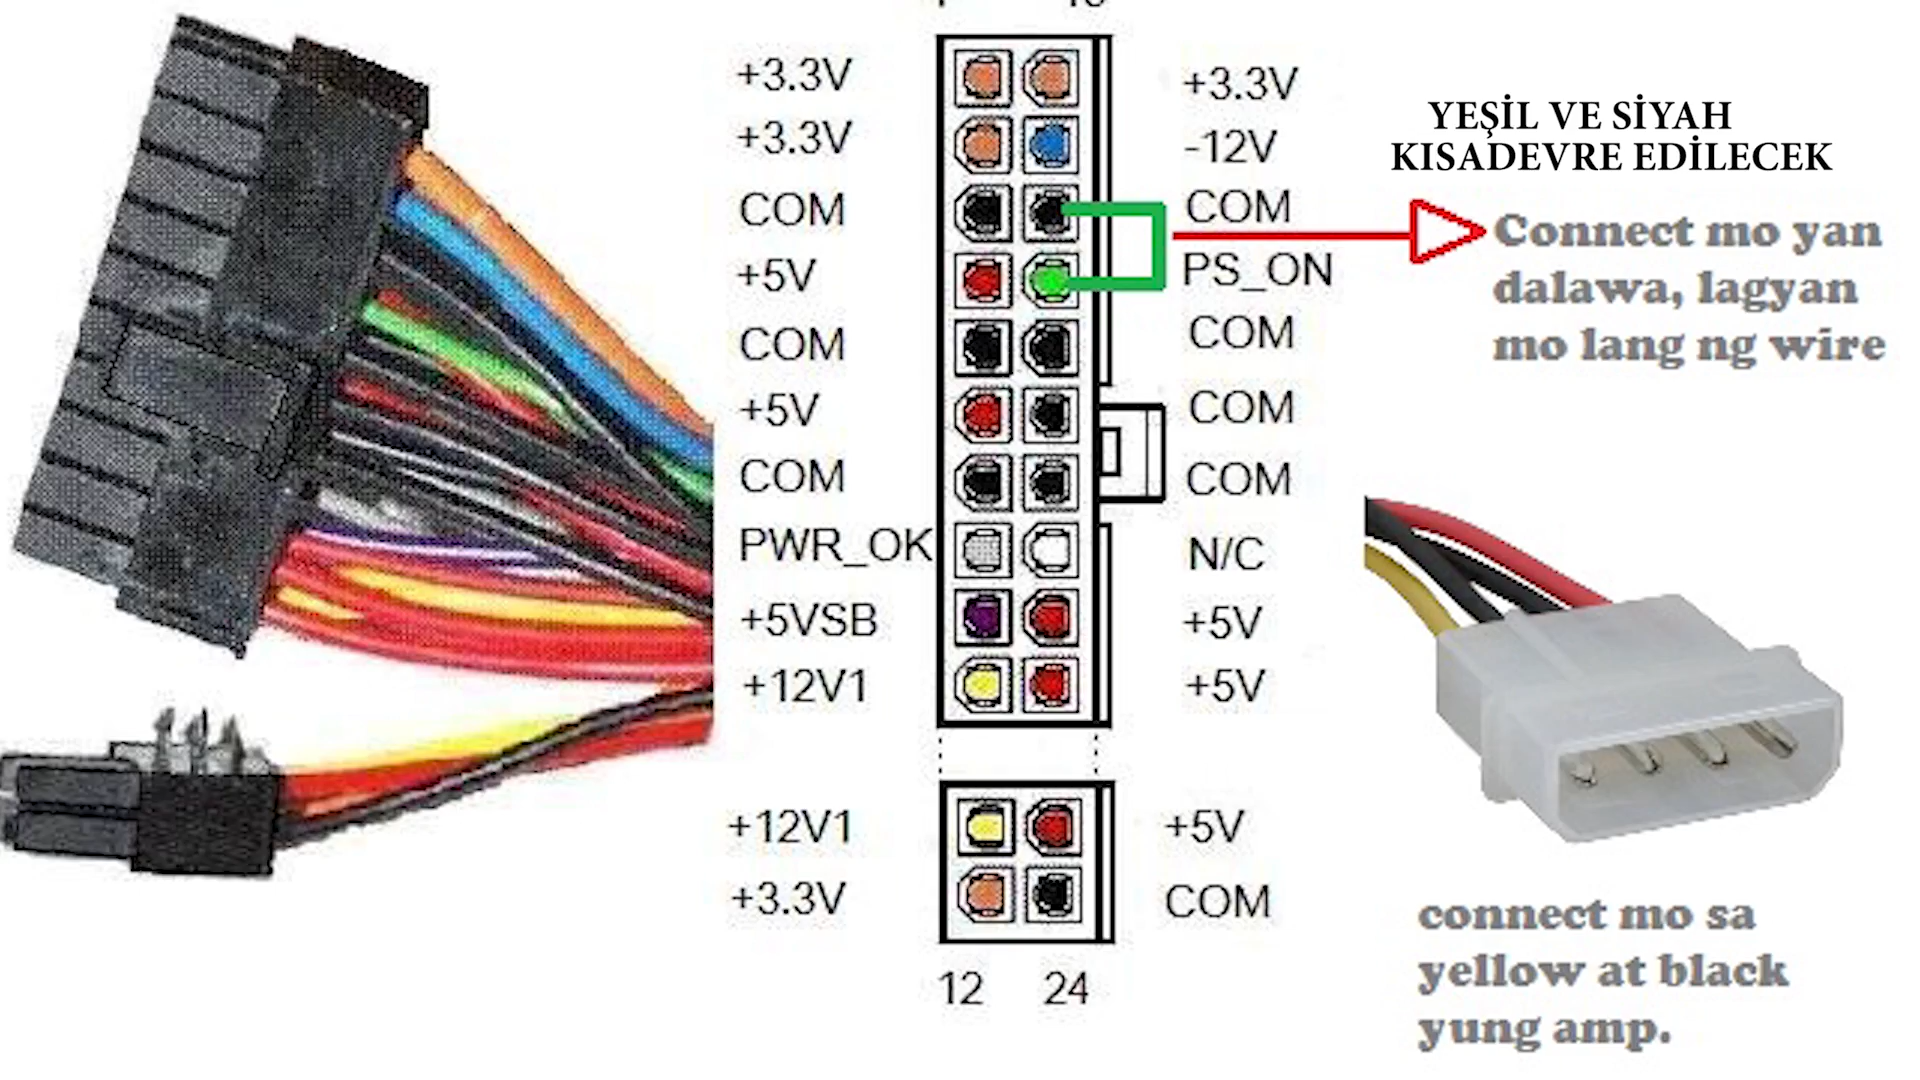 +3.3V
+3.3V
+3.3V
-12V
COM
COM
+5V
PS_ON
COM
COM
+5V
COM
COM
COM
PWR_OK
N/C
+5VSB
+5V
+12V1
+5V
+12V1
+5V
+3.3V
COM
12
24
YEŞİL VE SİYAH
KISADEVRE EDİLECEK
Connect mo yan
dalawa, lagyan
mo lang ng wire
connect mo sa
yellow at black
yung amp.